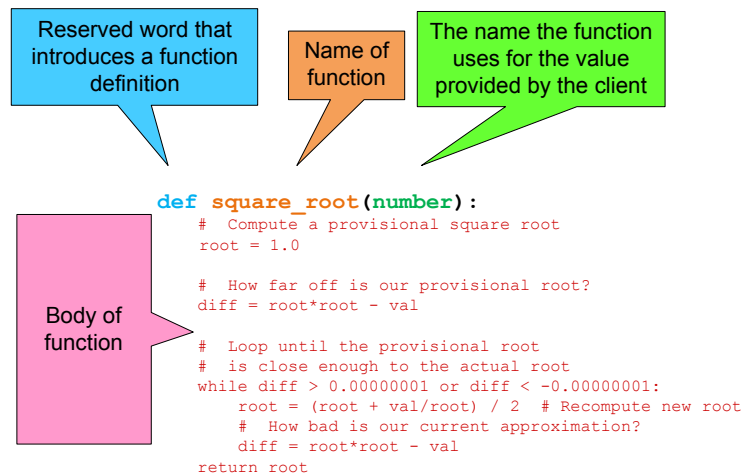 Reserved word that
introduces a function
definition
Name of
function
The name the function
uses for the value
provided by the client
def square_root(number):
#  Compute a provisional square root
root = 1.0
#  How far off is our provisional root?
diff = root*root - val
#  Loop until the provisional root
#  is close enough to the actual root
while diff > 0.00000001 or diff < -0.00000001:
root = (root + val/root) / 2  # Recompute new root
#  How bad is our current approximation?
diff = root*root - val
return root
Body of
function